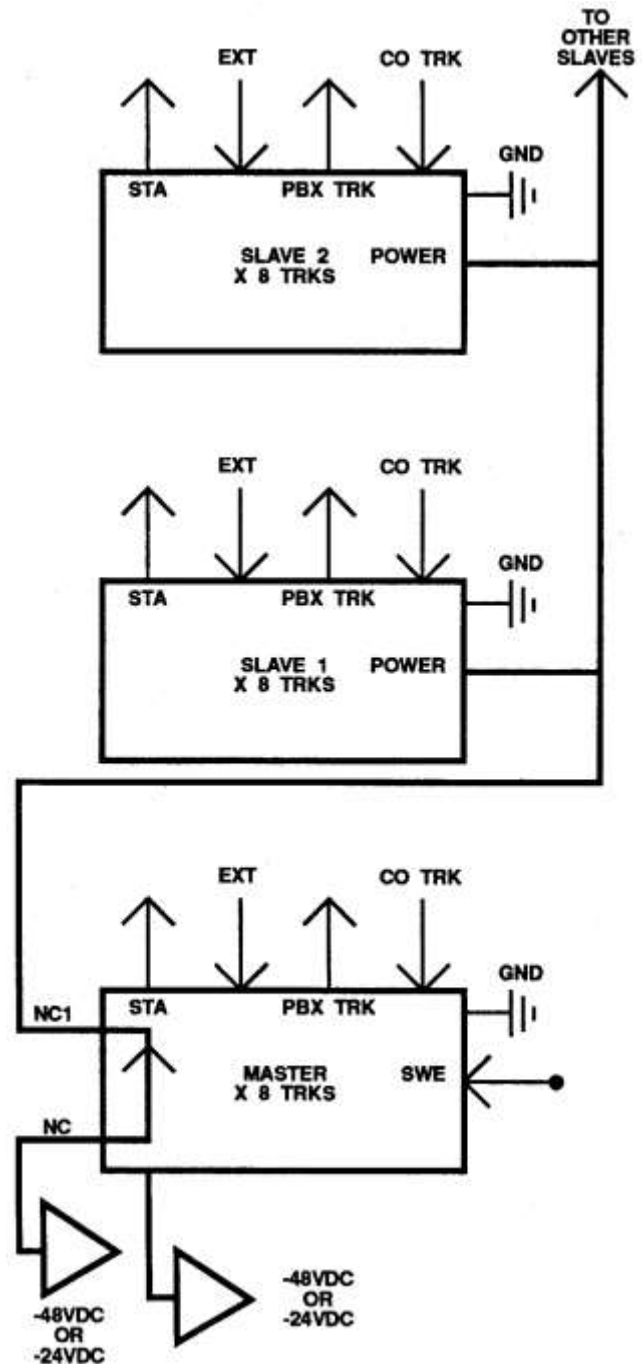 TO
OTHER
SLAVES
EXT
CO TRK
GND
STA
PBX TRK
SLAVE 2
X 8 TRKS
POWER
EXT
CO TRK
GND
STA
PBX TRK
SLAVE 1
X 8 TRKS
POWER
EXT
CO TRK
GND
STA
PBX TRK
NC1
MASTER
X 8 TRKS
SWE
NC
-48VDC
OR
-24VDC
-48VDC
OR
-24VDC